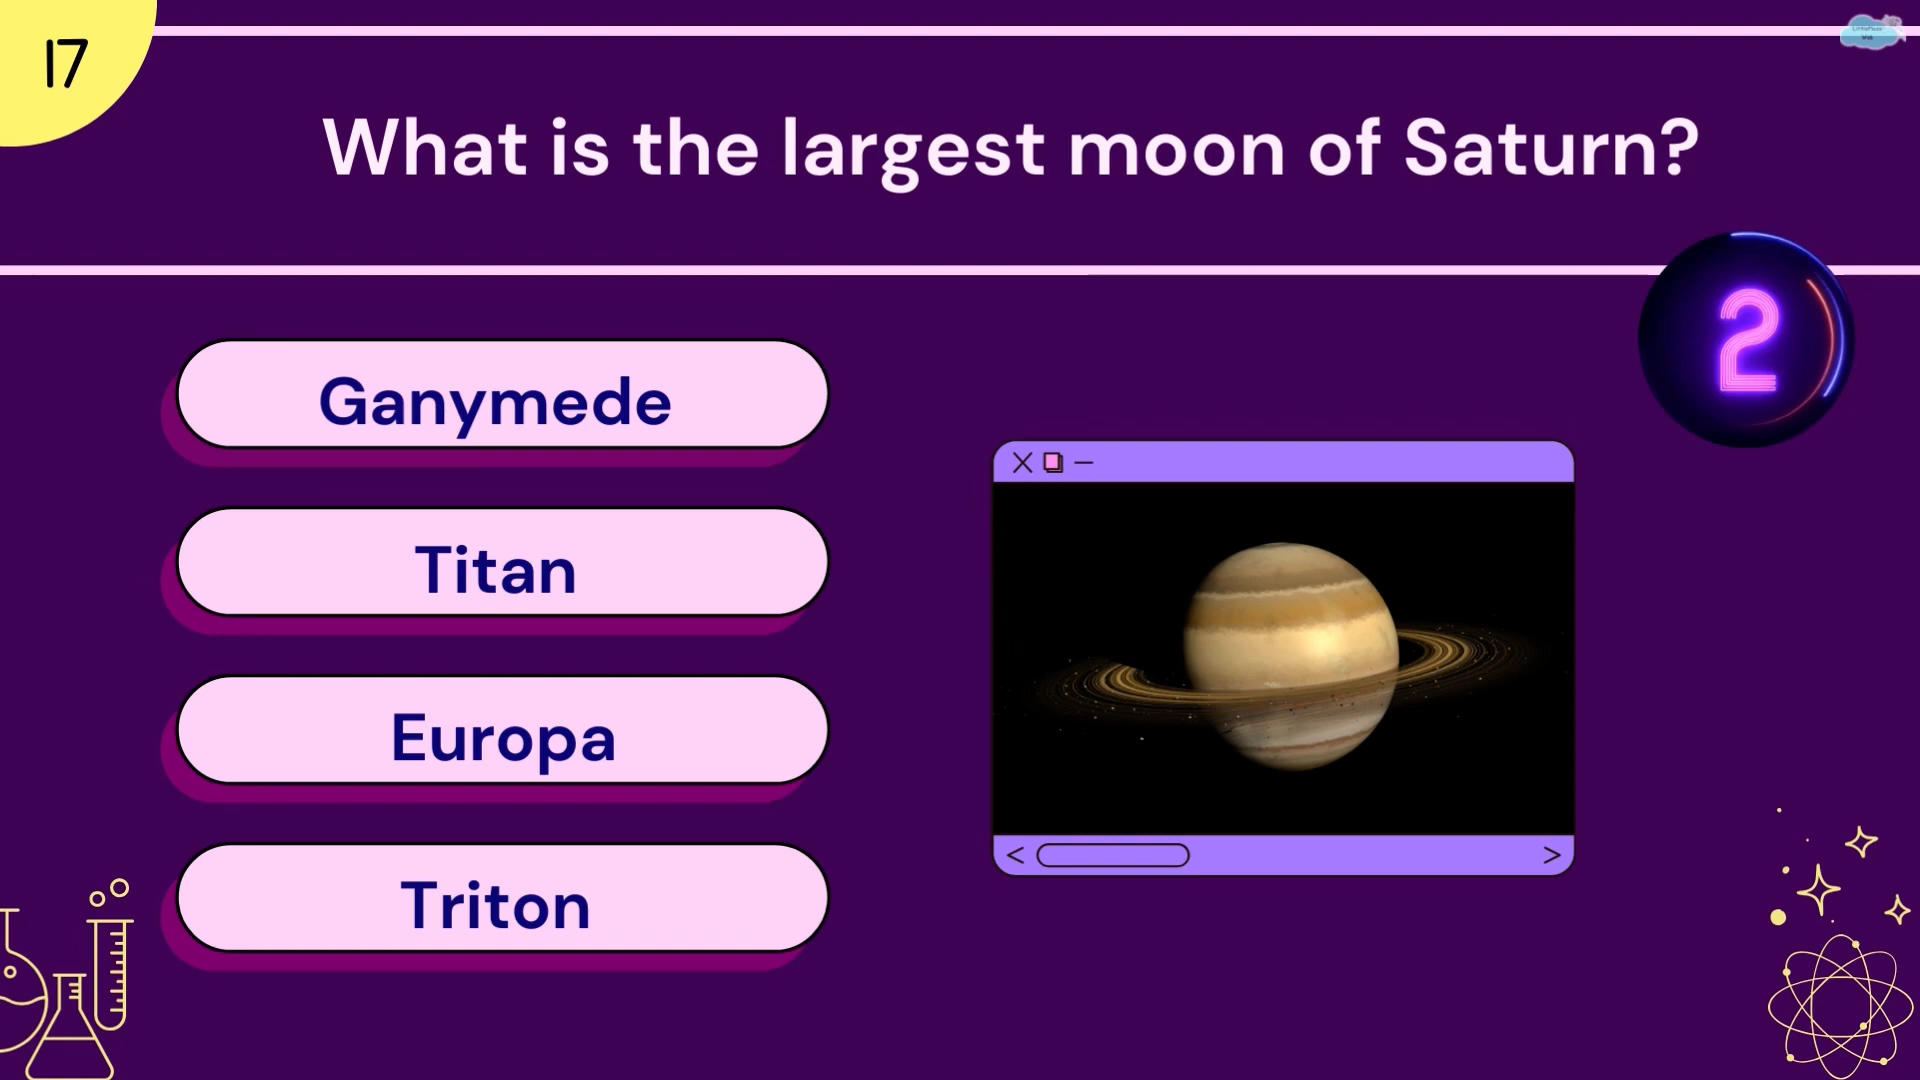 17
What is the largest moon of Saturn?
2
Ganymede
Titan
Europa
Triton